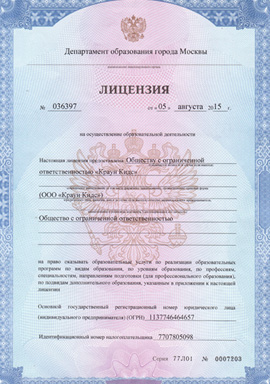 Департамент образования города Москвы
ЛИЦЕНЗИЯ
№ 036397 от « 05 » августа 2015 г.
на осуществление образовательной деятельности
Настоящая лицензия предоставлена Обществу с ограниченной
ответственностью «Краун Кидс»
(ООО «Краун Кидс»)
Общество с ограниченной ответственностью
на право оказывать образовательные услуги по реализации образовательных
программ по видам образования, по уровням образования, по профессиям,
специальностям, направлениям подготовки (для профессионального образования),
по подвидам дополнительного образования, указанным в приложении к настоящей
лицензии
Основной государственный регистрационный номер юридического лица
(индивидуального предпринимателя) (ОГРН) 1137746464657
Идентификационный номер налогоплательщика 7707805098
Серия 77Л01 № 0007203